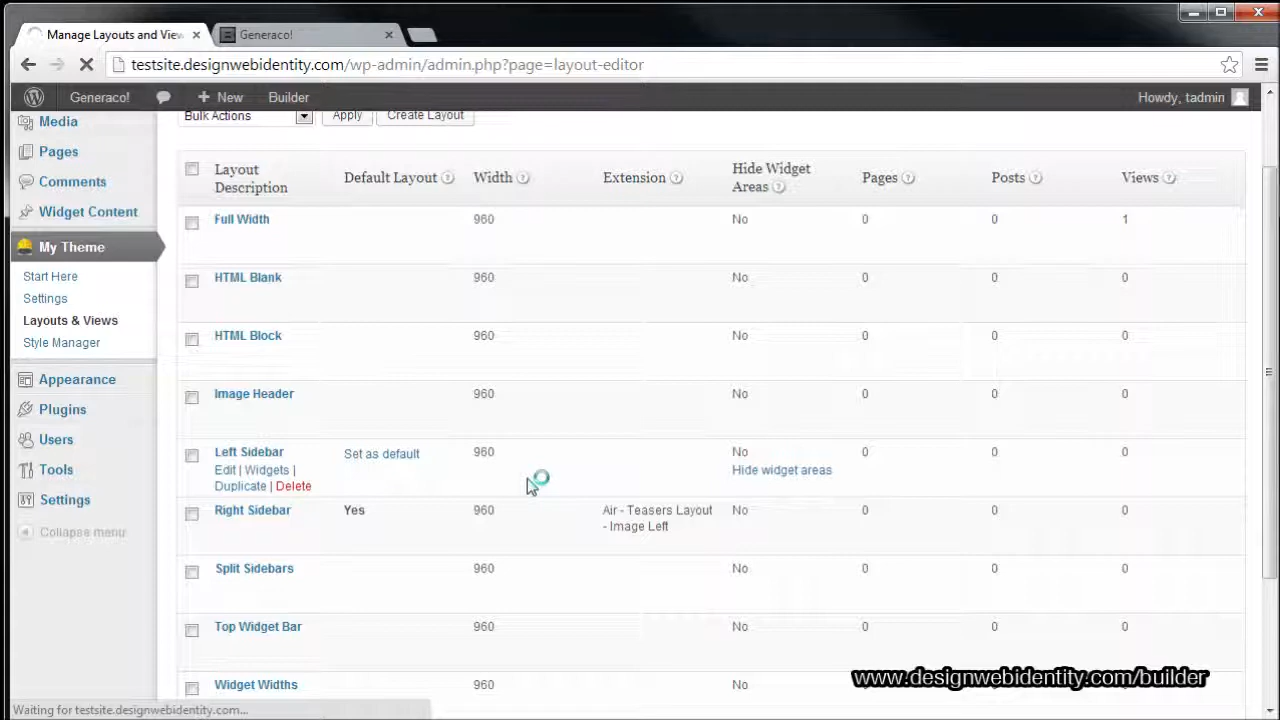 Manage Layouts and View
Generaco!
testsite.designwebidentity.com/wp-admin/admin.php?page=layout-editor
Generaco! New Builder Howdy, tadmin
Media
Pages
Comments
Widget Content
My Theme
Start Here
Settings
Layouts & Views
Style Manager
Appearance
Plugins
Users
Tools
Settings
Collapse menu
Bulk Actions Apply Create Layout
Layout Description Default Layout Width Extension Hide Widget Areas Pages Posts Views
Full Width 960 No 0 0 1
HTML Blank 960 No 0 0 0
HTML Block 960 No 0 0 0
Image Header 960 No 0 0 0
Left Sidebar Set as default 960 No 0 0 0
Edit | Widgets | Hide widget areas
Duplicate | Delete
Right Sidebar Yes 960 Air - Teasers Layout No 0 0 0
- Image Left
Split Sidebars 960 No 0 0 0
Top Widget Bar 960 No 0 0 0
Widget Widths 960 No 0 0 0
www.designwebidentity.com/builder
Waiting for testsite.designwebidentity.com...